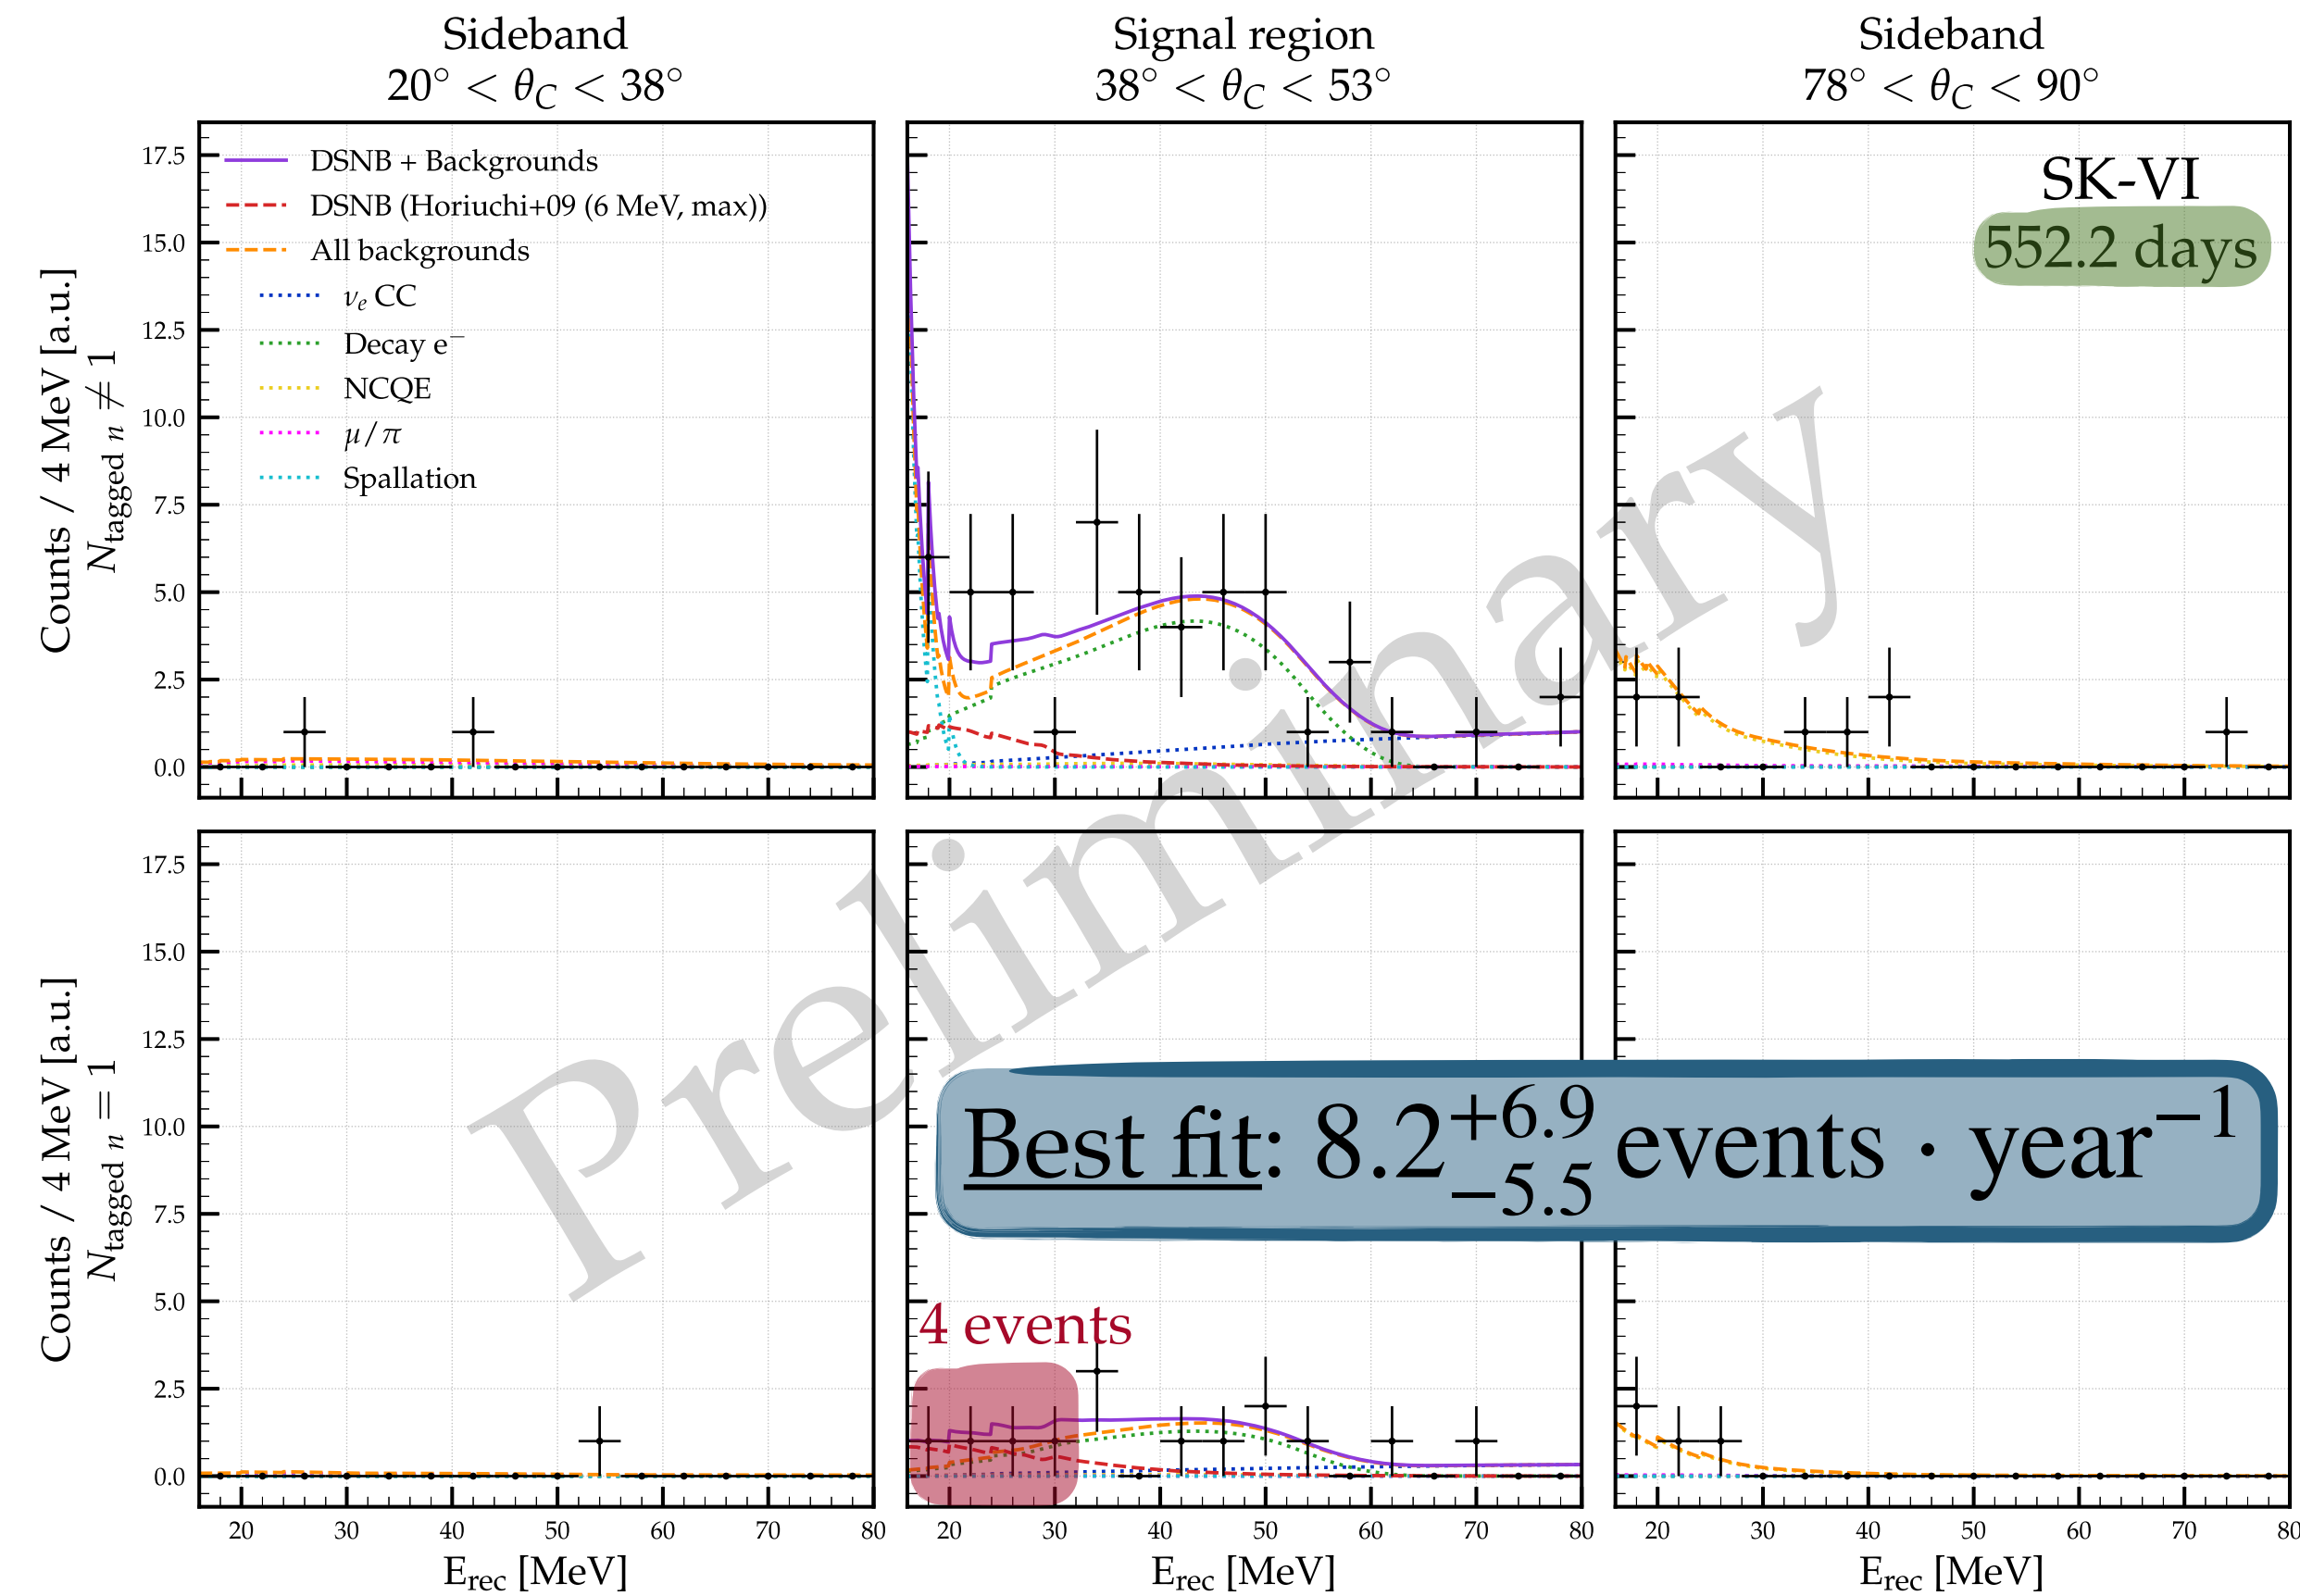 Sideband
20° < θ_C < 38°
Signal region
38° < θ_C < 53°
Sideband
78° < θ_C < 90°
Counts / 4 MeV [a.u.]
N_tagged n ≠ 1
17.5
15.0
12.5
10.0
7.5
5.0
2.5
0.0
DSNB + Backgrounds
DSNB (Horiuchi+09 (6 MeV, max))
All backgrounds
ν_e CC
Decay e⁻
NCQE
μ/π
Spallation
SK-VI
552.2 days
Preliminary
Counts / 4 MeV [a.u.]
N_tagged n = 1
17.5
15.0
12.5
10.0
7.5
5.0
2.5
0.0
Best fit: 8.2 +6.9 −5.5 events · year⁻¹
4 events
20 30 40 50 60 70 80
20 30 40 50 60 70 80
20 30 40 50 60 70 80
E_rec [MeV]
E_rec [MeV]
E_rec [MeV]